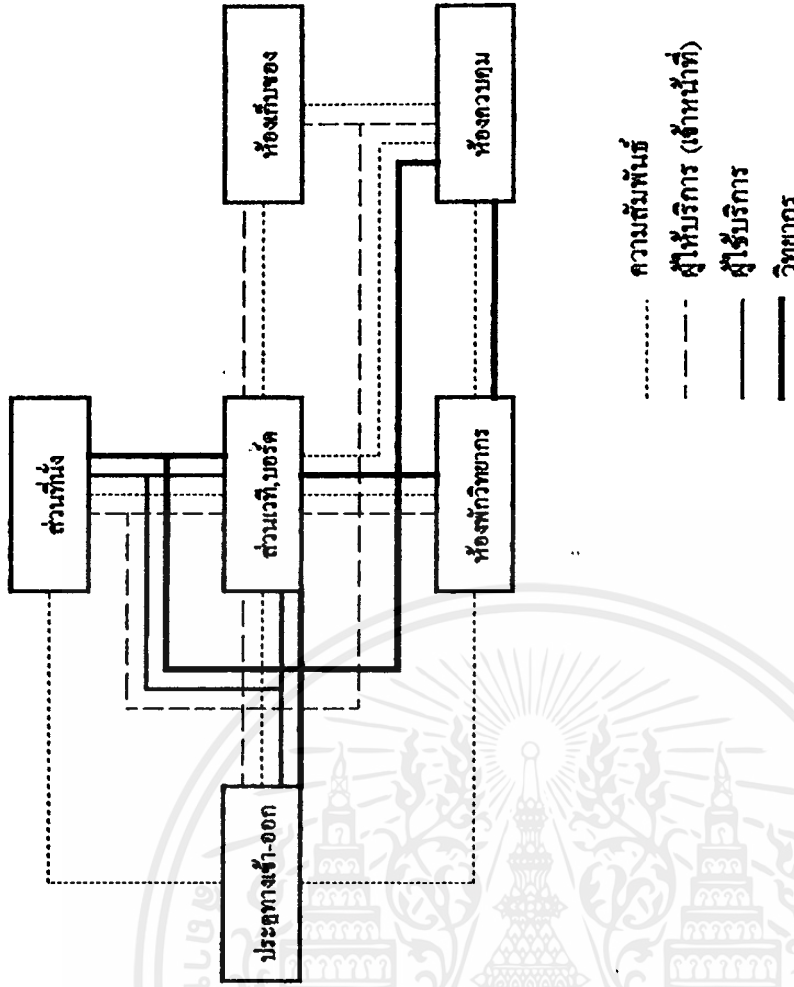 ส่วนที่นั่ง
ประตูทางเข้า-ออก
ส่วนเวที,บอร์ด
ห้องเก็บของ
ห้องพักวิทยากร
ห้องควบคุม
ความสัมพันธ์
ผู้ให้บริการ (เจ้าหน้าที่)
ผู้ใช้บริการ
วิทยากร